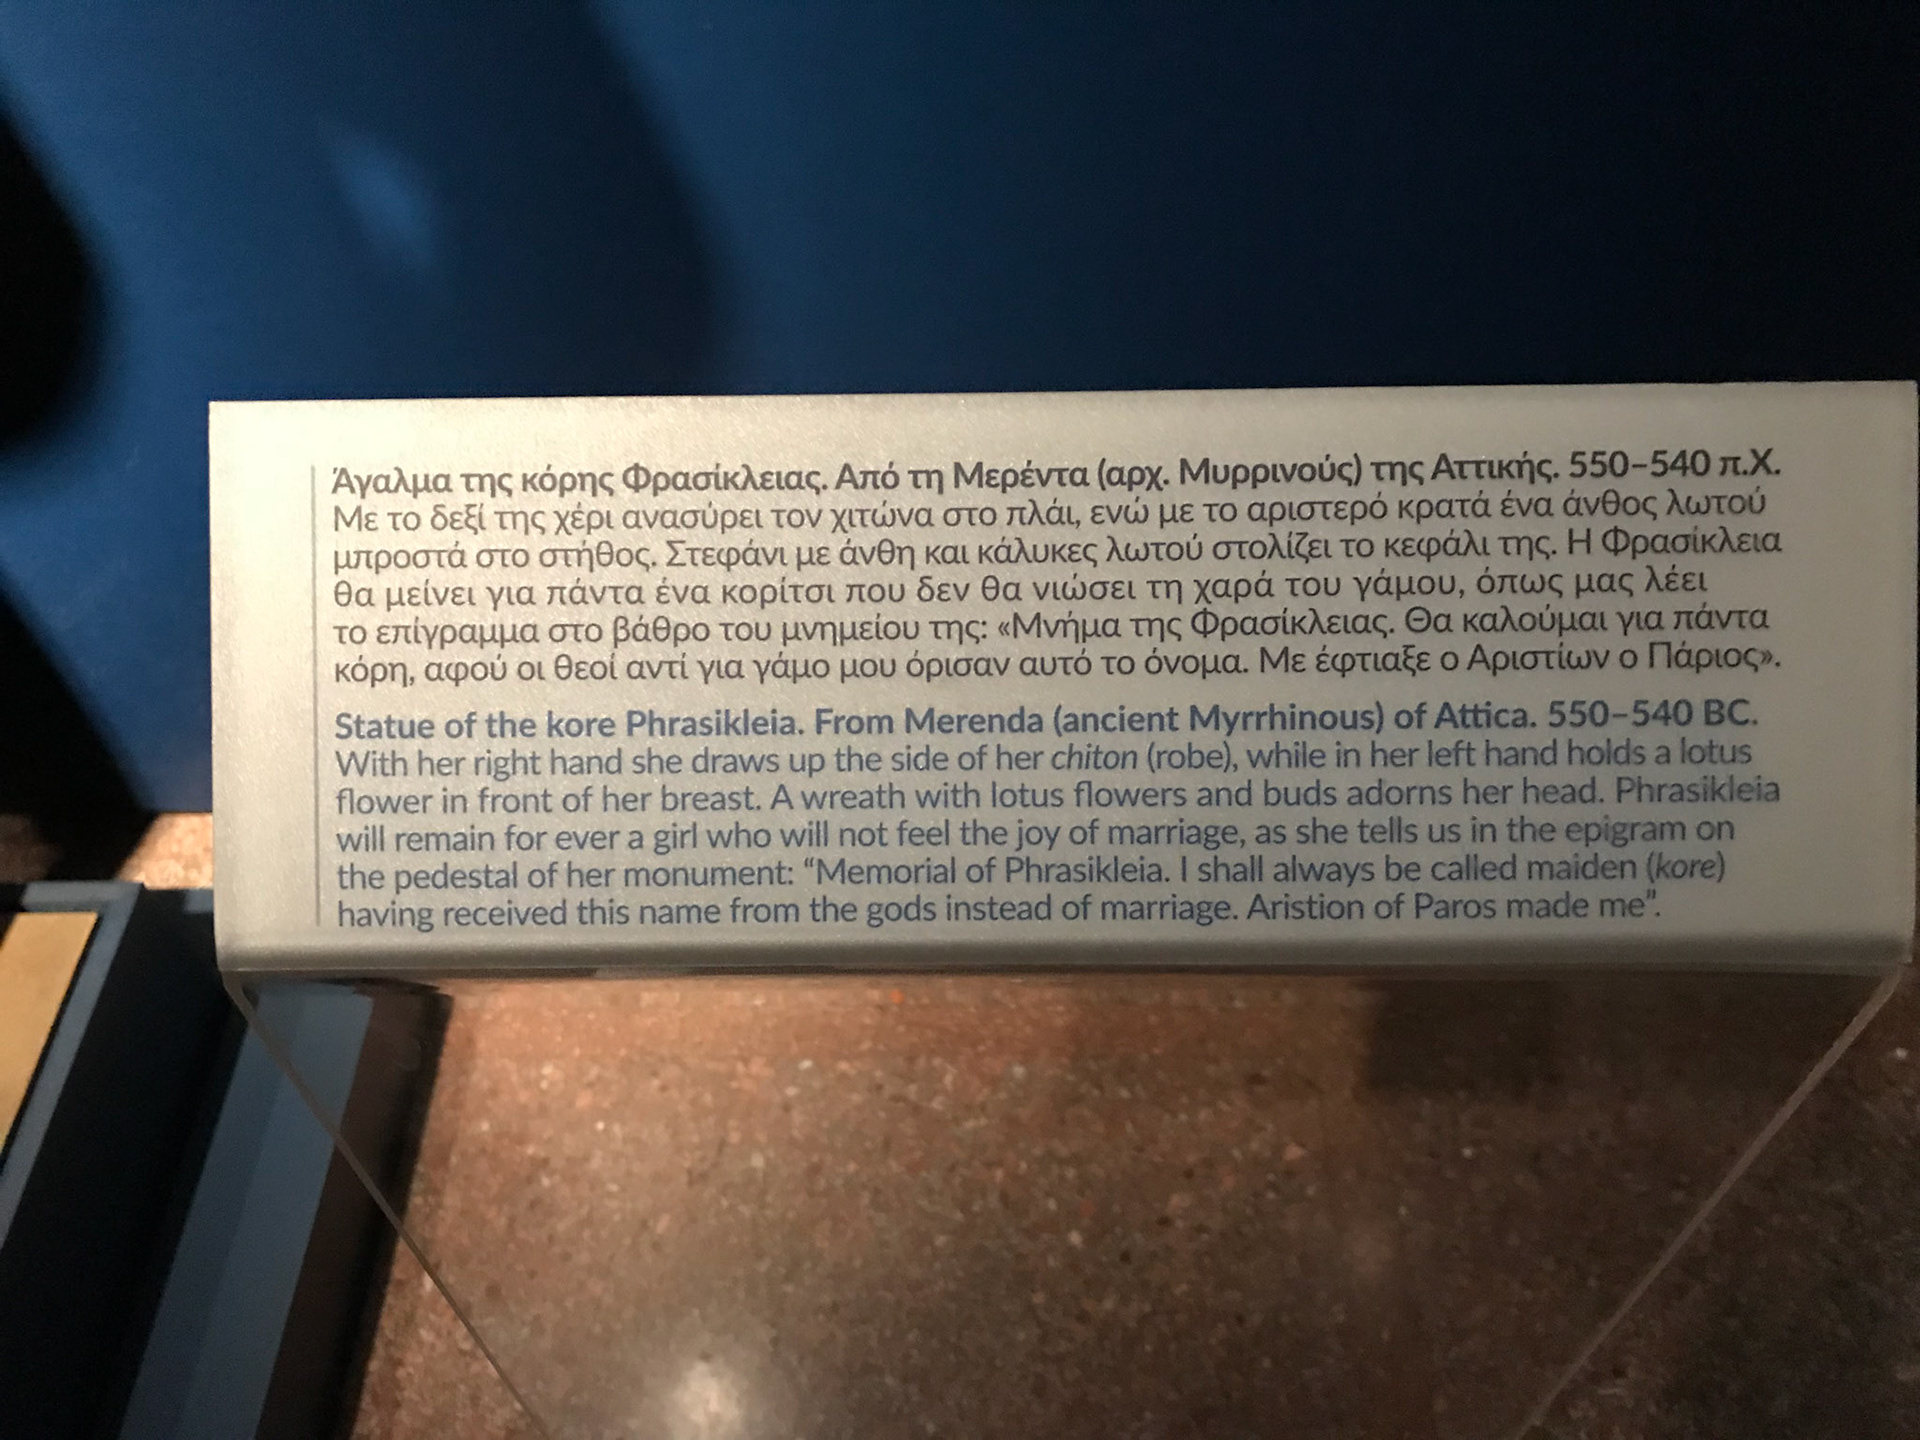 Άγαλμα της κόρης Φρασίκλειας. Από τη Μερέντα (αρχ. Μυρρινούς) της Αττικής. 550–540 π.Χ.
Με το δεξί της χέρι ανασύρει τον χιτώνα στο πλάι, ενώ με το αριστερό κρατά ένα άνθος λωτού
μπροστά στο στήθος. Στεφάνι με άνθη και κάλυκες λωτού στολίζει το κεφάλι της. Η Φρασίκλεια
θα μείνει για πάντα ένα κορίτσι που δεν θα νιώσει τη χαρά του γάμου, όπως μας λέει
το επίγραμμα στο βάθρο του μνημείου της: «Μνήμα της Φρασίκλειας. Θα καλούμαι για πάντα
κόρη, αφού οι θεοί αντί για γάμο μου όρισαν αυτό το όνομα. Με έφτιαξε ο Αριστίων ο Πάριος».
Statue of the kore Phrasikleia. From Merenda (ancient Myrrhinous) of Attica. 550–540 BC.
With her right hand she draws up the side of her chiton (robe), while in her left hand holds a lotus
flower in front of her breast. A wreath with lotus flowers and buds adorns her head. Phrasikleia
will remain for ever a girl who will not feel the joy of marriage, as she tells us in the epigram on
the pedestal of her monument: “Memorial of Phrasikleia. I shall always be called maiden (kore)
having received this name from the gods instead of marriage. Aristion of Paros made me”.